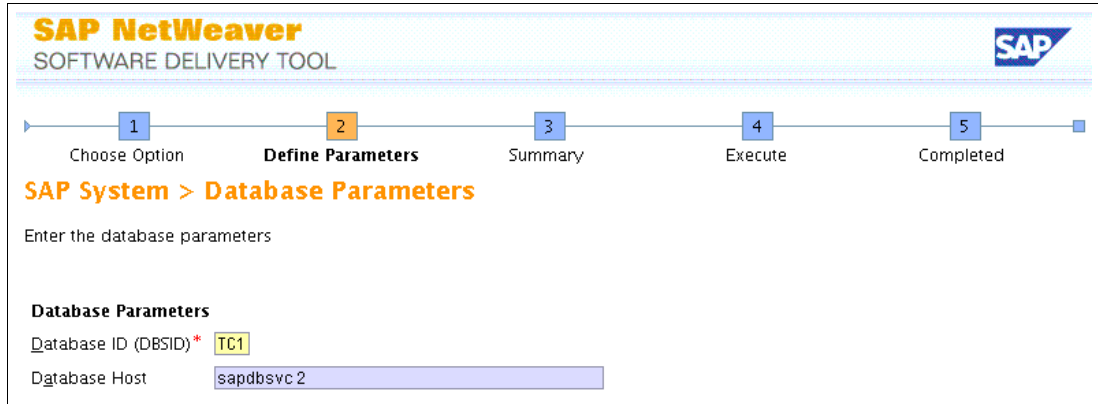 SAP NetWeaver
SOFTWARE DELIVERY TOOL
SAP
1 2 3 4 5
Choose Option Define Parameters Summary Execute Completed
SAP System > Database Parameters
Enter the database parameters
Database Parameters
Database ID (DBSID)* TC1
Database Host sapdbsvc2